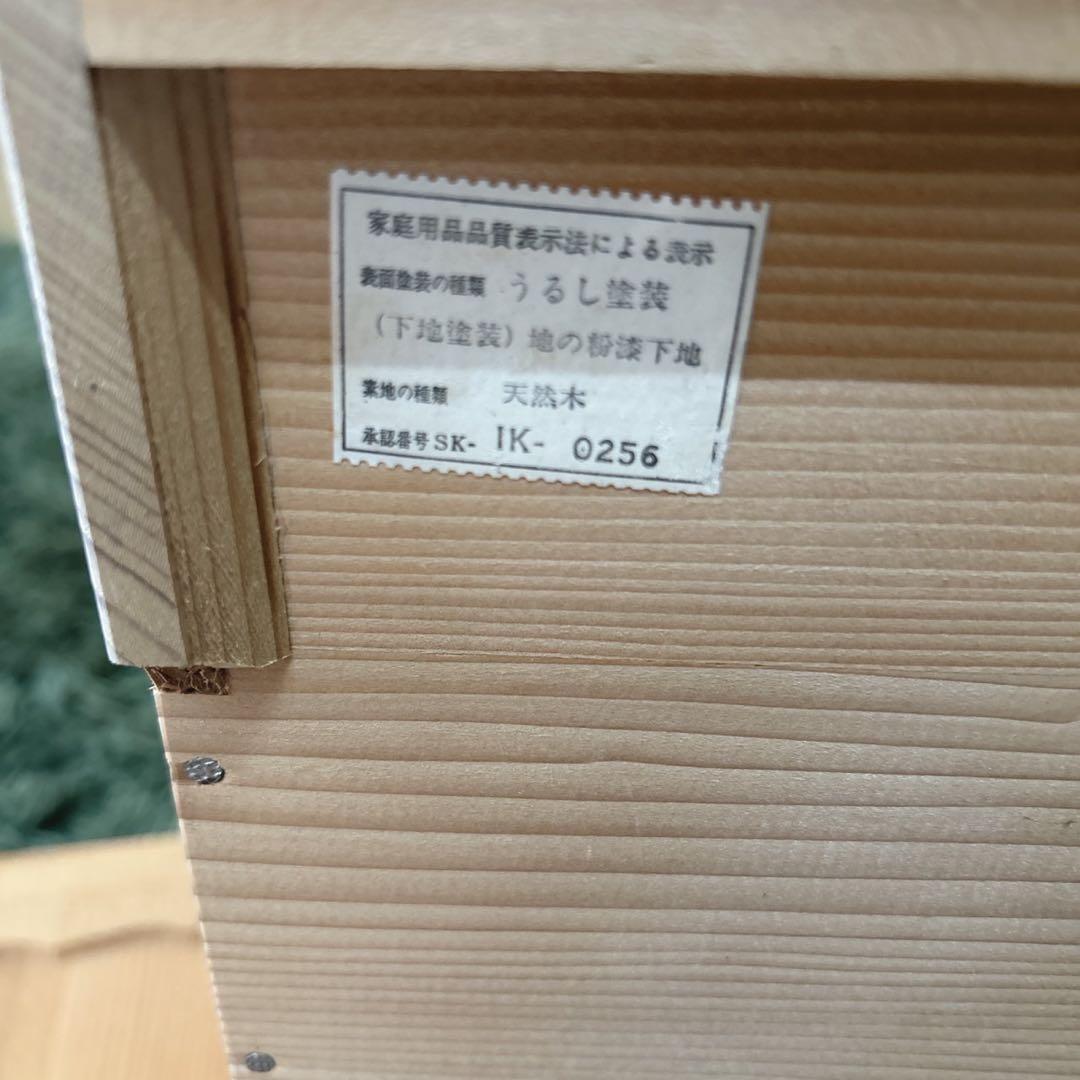 家庭用品品質表示法による表示
表面塗装の種類 うるし塗装
(下地塗装) 地の粉漆下地
素地の種類 天然木
承認番号 SK- IK- 0256